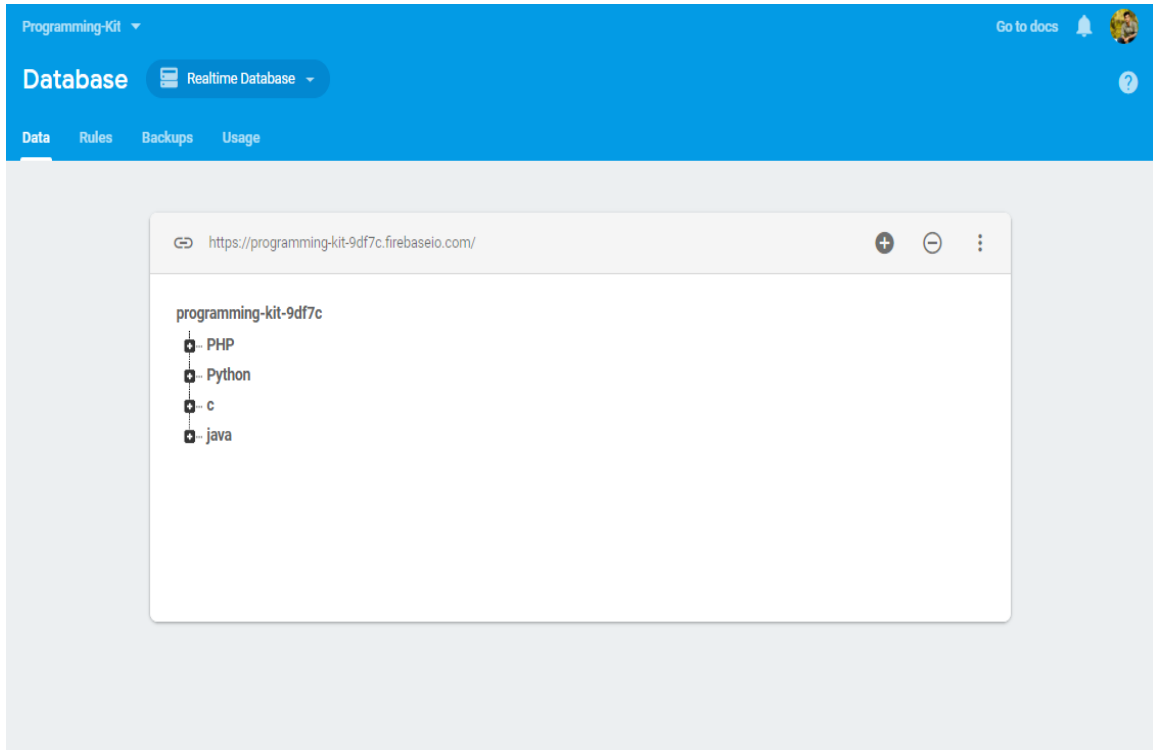 Programming-Kit
Go to docs
Database
Realtime Database
Data Rules Backups Usage
https://programming-kit-9df7c.firebaseio.com/
programming-kit-9df7c
PHP
Python
c
java